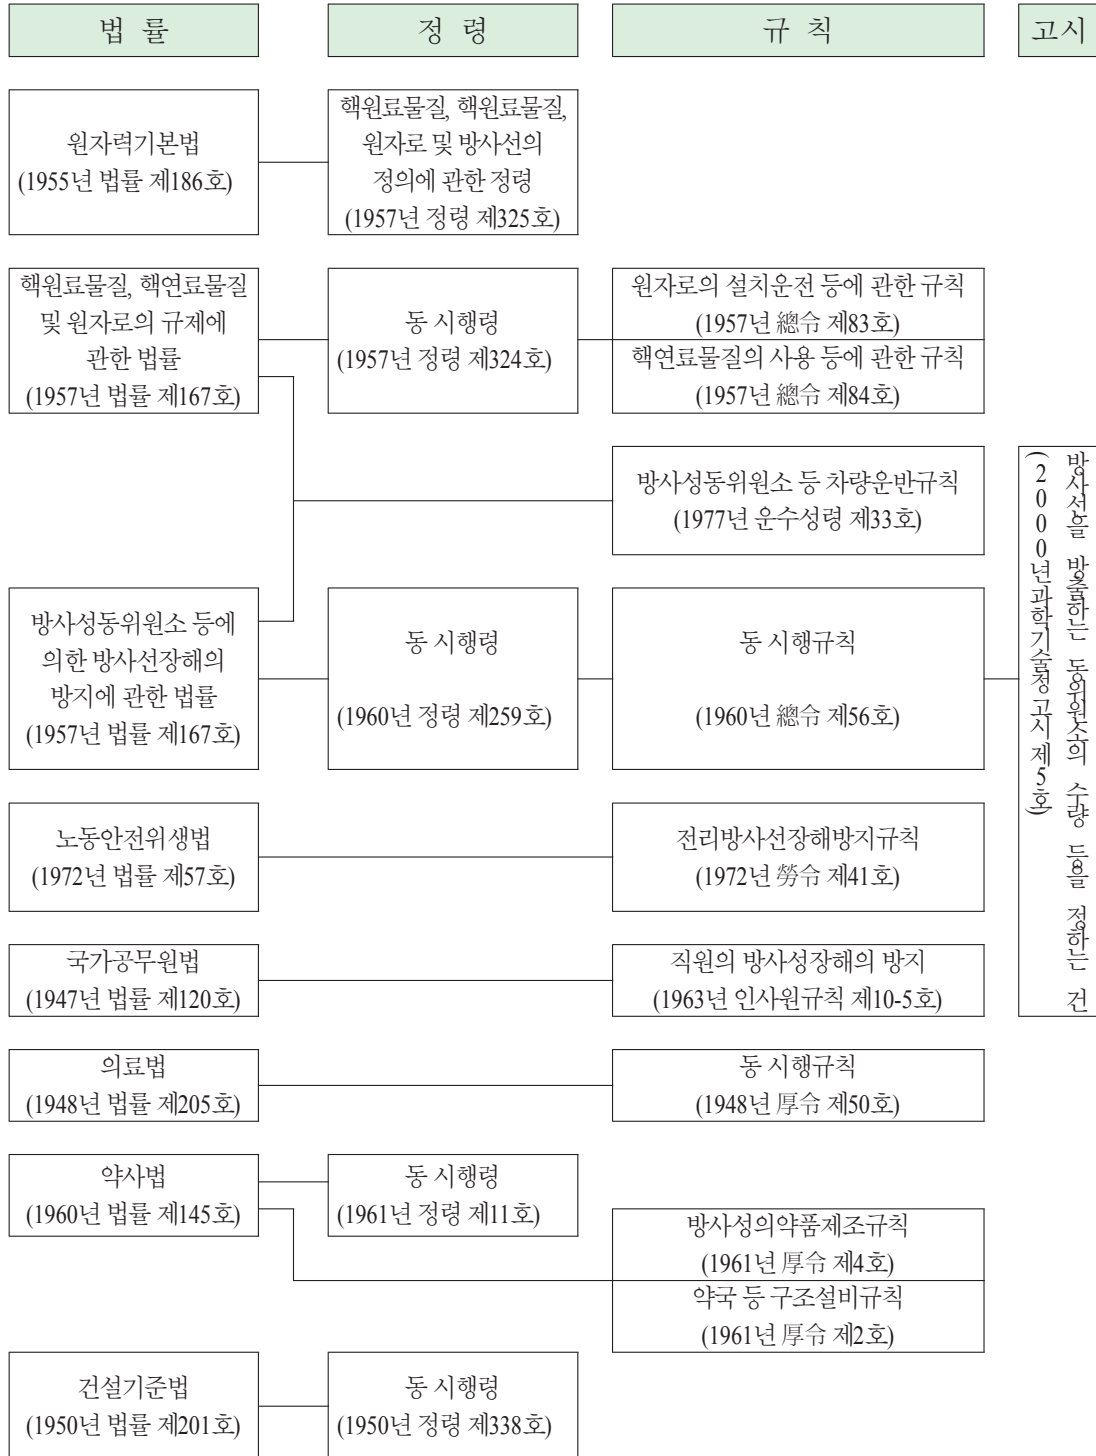 법 률
정 령
규 칙
고시
원자력기본법
(1955년 법률 제186호)
핵원료물질, 핵원료물질,
원자로 및 방사선의
정의에 관한 정령
(1957년 정령 제325호)
핵원료물질, 핵연료물질
및 원자로의 규제에
관한 법률
(1957년 법률 제167호)
동 시행령
(1957년 정령 제324호)
원자로의 설치운전 등에 관한 규칙
(1957년 總令 제83호)
핵연료물질의 사용 등에 관한 규칙
(1957년 總令 제84호)
방사성동위원소 등 차량운반규칙
(1977년 운수성령 제33호)
방사성동위원소 등에
의한 방사선장해의
방지에 관한 법률
(1957년 법률 제167호)
동 시행령
(1960년 정령 제259호)
동 시행규칙
(1960년 總令 제56호)
방사선을 방출하는 동위원소의 수량 등을 정하는 건
(2000년과학기술청고시제5호)
노동안전위생법
(1972년 법률 제57호)
전리방사선장해방지규칙
(1972년 勞令 제41호)
국가공무원법
(1947년 법률 제120호)
직원의 방사성장해의 방지
(1963년 인사원규칙 제10-5호)
의료법
(1948년 법률 제205호)
동 시행규칙
(1948년 厚令 제50호)
약사법
(1960년 법률 제145호)
동 시행령
(1961년 정령 제11호)
방사성의약품제조규칙
(1961년 厚令 제4호)
약국 등 구조설비규칙
(1961년 厚令 제2호)
건설기준법
(1950년 법률 제201호)
동 시행령
(1950년 정령 제338호)